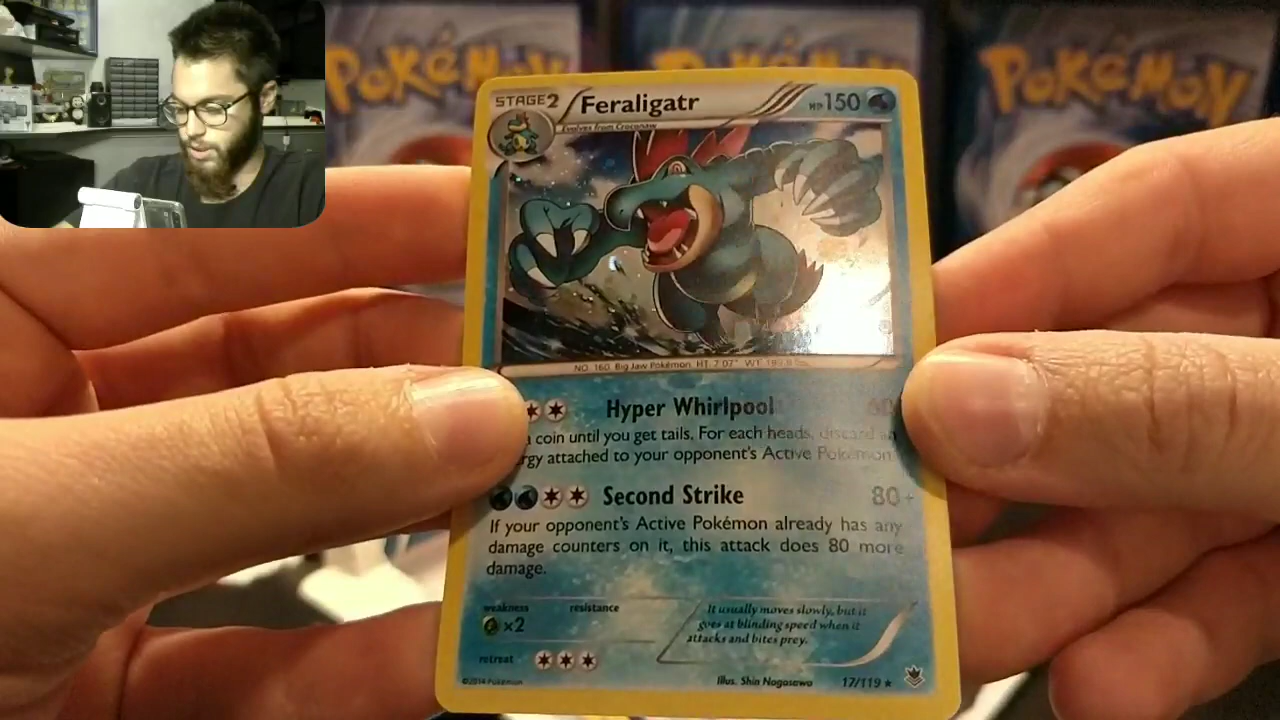 POKéMON
POKéMON
POKéMON
STAGE2
Feraligatr
HP150
Evolves from Croconaw
NO. 160 Big Jaw Pokémon HT: 7'07" WT:
Hyper Whirlpool 60
a coin until you get tails. For each heads, discard an
rgy attached to your opponent's Active Pokémon
Second Strike 80+
If your opponent's Active Pokémon already has any
damage counters on it, this attack does 80 more
damage.
weakness resistance
×2
retreat
It usually moves slowly, but it
goes at blinding speed when it
attacks and bites prey.
©2014 Pokémon
Illus. Shin Nagasawa
17/119 ★